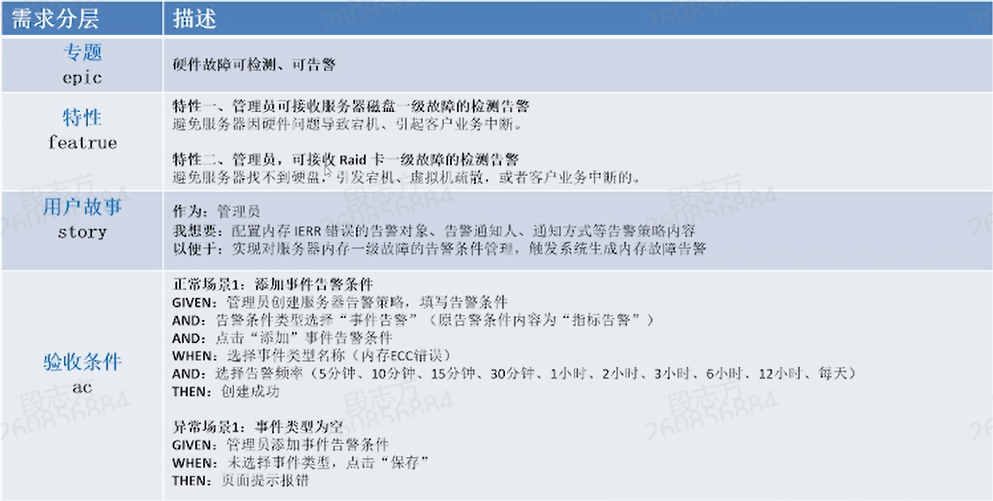 需求分层 描述
专题
epic
硬件故障可检测、可告警
特性
featrue
特性一、管理员可接收服务器磁盘一级故障的检测告警
避免服务器因硬件问题导致宕机、引起客户业务中断。
特性二、管理员，可接收 Raid 卡一级故障的检测告警
避免服务器找不到硬盘，引发宕机、虚拟机疏散，或者客户业务中断的。
用户故事
story
作为：管理员
我想要：配置内存 IERR 错误的告警对象、告警通知人、通知方式等告警策略内容
以便于：实现对服务器内存一级故障的告警条件管理，触发系统生成内存故障告警
验收条件
ac
正常场景1：添加事件告警条件
GIVEN：管理员创建服务器告警策略，填写告警条件
AND：告警条件类型选择“事件告警”（原告警条件内容为“指标告警”）
AND：点击“添加”事件告警条件
WHEN：选择事件类型名称（内存ECC错误）
AND：选择告警频率（5分钟、10分钟、15分钟、30分钟、1小时、2小时、3小时、6小时、12小时、每天）
THEN：创建成功
异常场景1：事件类型为空
GIVEN：管理员添加事件告警条件
WHEN：未选择事件类型，点击“保存”
THEN：页面提示报错
段志方
260856884